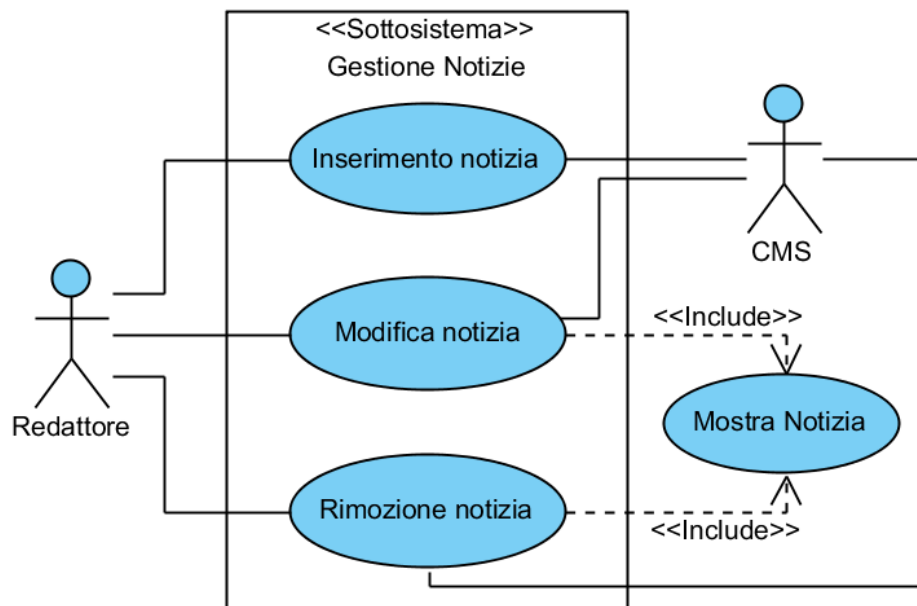 <<Sottosistema>>
Gestione Notizie
Inserimento notizia
CMS
Modifica notizia
<<Include>>
Redattore
Mostra Notizia
Rimozione notizia
<<Include>>